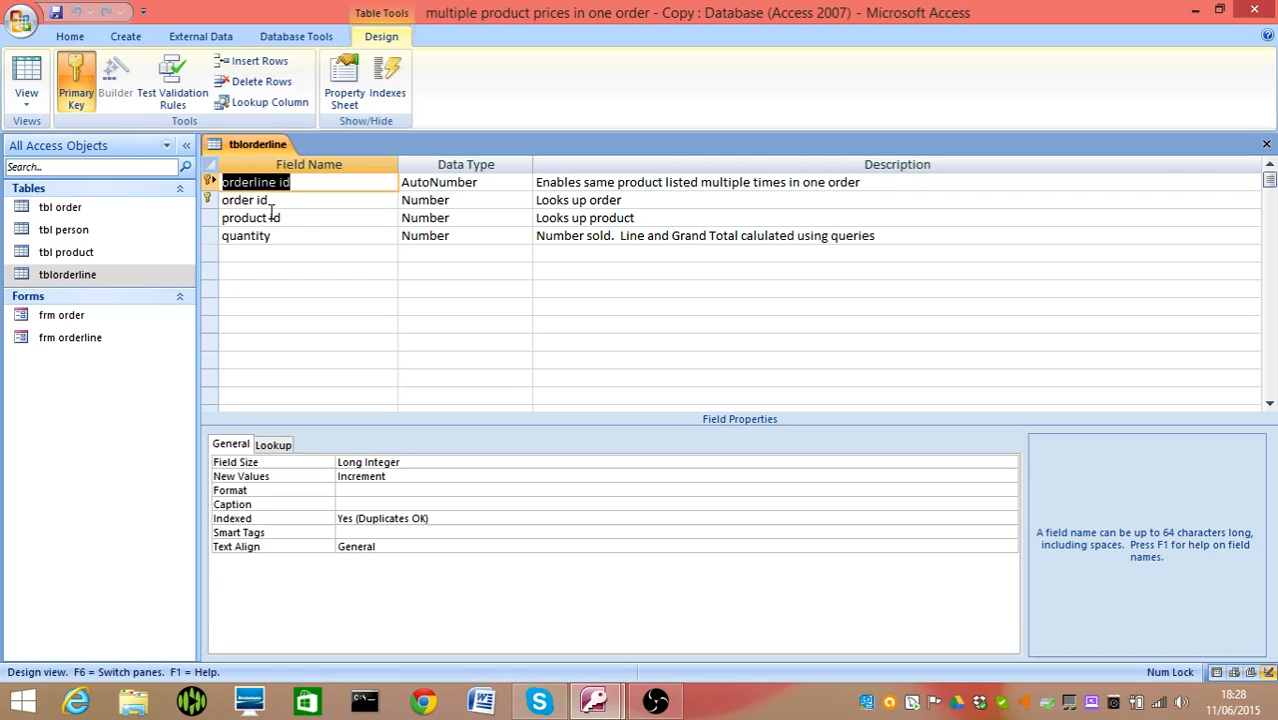 Table Tools
multiple product prices in one order - Copy : Database (Access 2007) - Microsoft Access
Home Create External Data Database Tools Design
View
Primary Key
Builder
Test Validation Rules
Insert Rows
Delete Rows
Lookup Column
Property Sheet
Indexes
Views Tools Show/Hide
All Access Objects
Search...
Tables
tbl order
tbl person
tbl product
tblorderline
Forms
frm order
frm orderline
tblorderline
Field Name Data Type Description
orderline id AutoNumber Enables same product listed multiple times in one order
order id Number Looks up order
product id Number Looks up product
quantity Number Number sold. Line and Grand Total calulated using queries
Field Properties
General Lookup
Field Size Long Integer
New Values Increment
Format
Caption
Indexed Yes (Duplicates OK)
Smart Tags
Text Align General
A field name can be up to 64 characters long,
including spaces. Press F1 for help on field
names.
Design view. F6 = Switch panes. F1 = Help.
Num Lock
18:28
11/06/2015